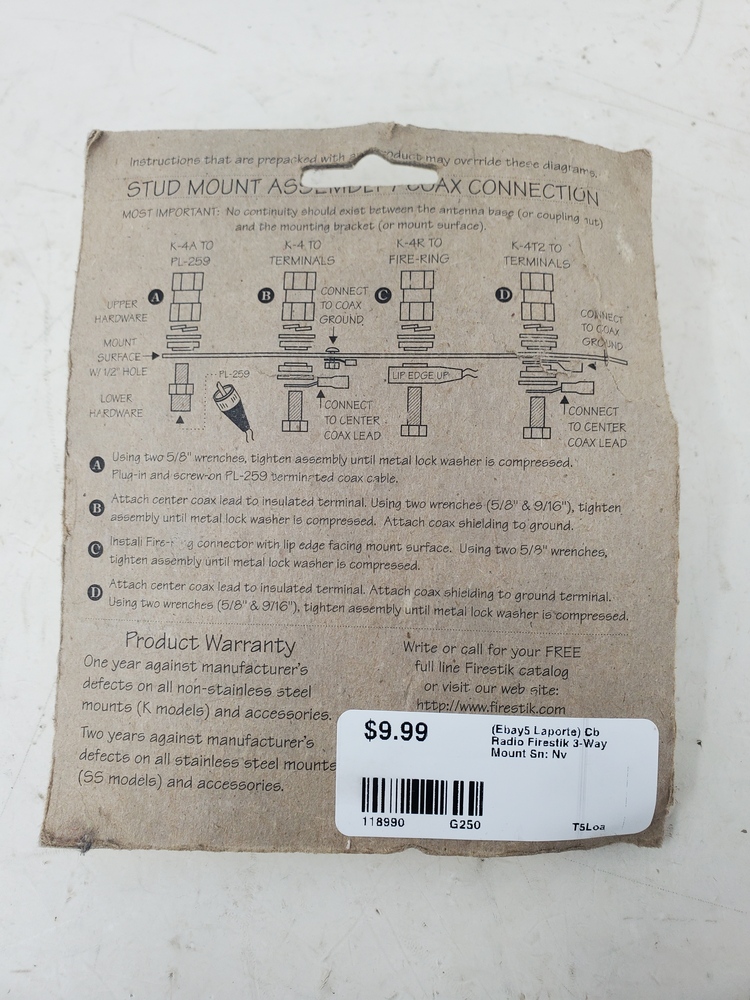 Instructions that are prepacked with product may override these diagrams.
STUD MOUNT ASSEMBLY / COAX CONNECTION
MOST IMPORTANT: No continuity should exist between the antenna base (or coupling nut)
and the mounting bracket (or mount surface).
K-4A TO
PL-259
K-4 TO
TERMINALS
K-4R TO
FIRE-RING
K-4T2 TO
TERMINALS
A
B
C
D
UPPER
HARDWARE
CONNECT
TO COAX
GROUND
CONNECT
TO COAX
GROUND
MOUNT
SURFACE
W/ 1/2" HOLE
PL-259
LIP EDGE UP
LOWER
HARDWARE
CONNECT
TO CENTER
COAX LEAD
CONNECT
TO CENTER
COAX LEAD
A Using two 5/8" wrenches, tighten assembly until metal lock washer is compressed.
Plug-in and screw-on PL-259 terminated coax cable.
B Attach center coax lead to insulated terminal. Using two wrenches (5/8" & 9/16"), tighten
assembly until metal lock washer is compressed. Attach coax shielding to ground.
C Install Fire-ring connector with lip edge facing mount surface. Using two 5/8" wrenches,
tighten assembly until metal lock washer is compressed.
D Attach center coax lead to insulated terminal. Attach coax shielding to ground terminal.
Using two wrenches (5/8" & 9/16"), tighten assembly until metal lock washer is compressed.
Product Warranty
One year against manufacturer's
defects on all non-stainless steel
mounts (K models) and accessories.
Two years against manufacturer's
defects on all stainless steel mounts
(SS models) and accessories.
Write or call for your FREE
full line Firestik catalog
or visit our web site:
http://www.firestik.com
$9.99
(Ebay5 Laporte) Cb
Radio Firestik 3-Way
Mount Sn: Nv
118990 G250
T5Loa